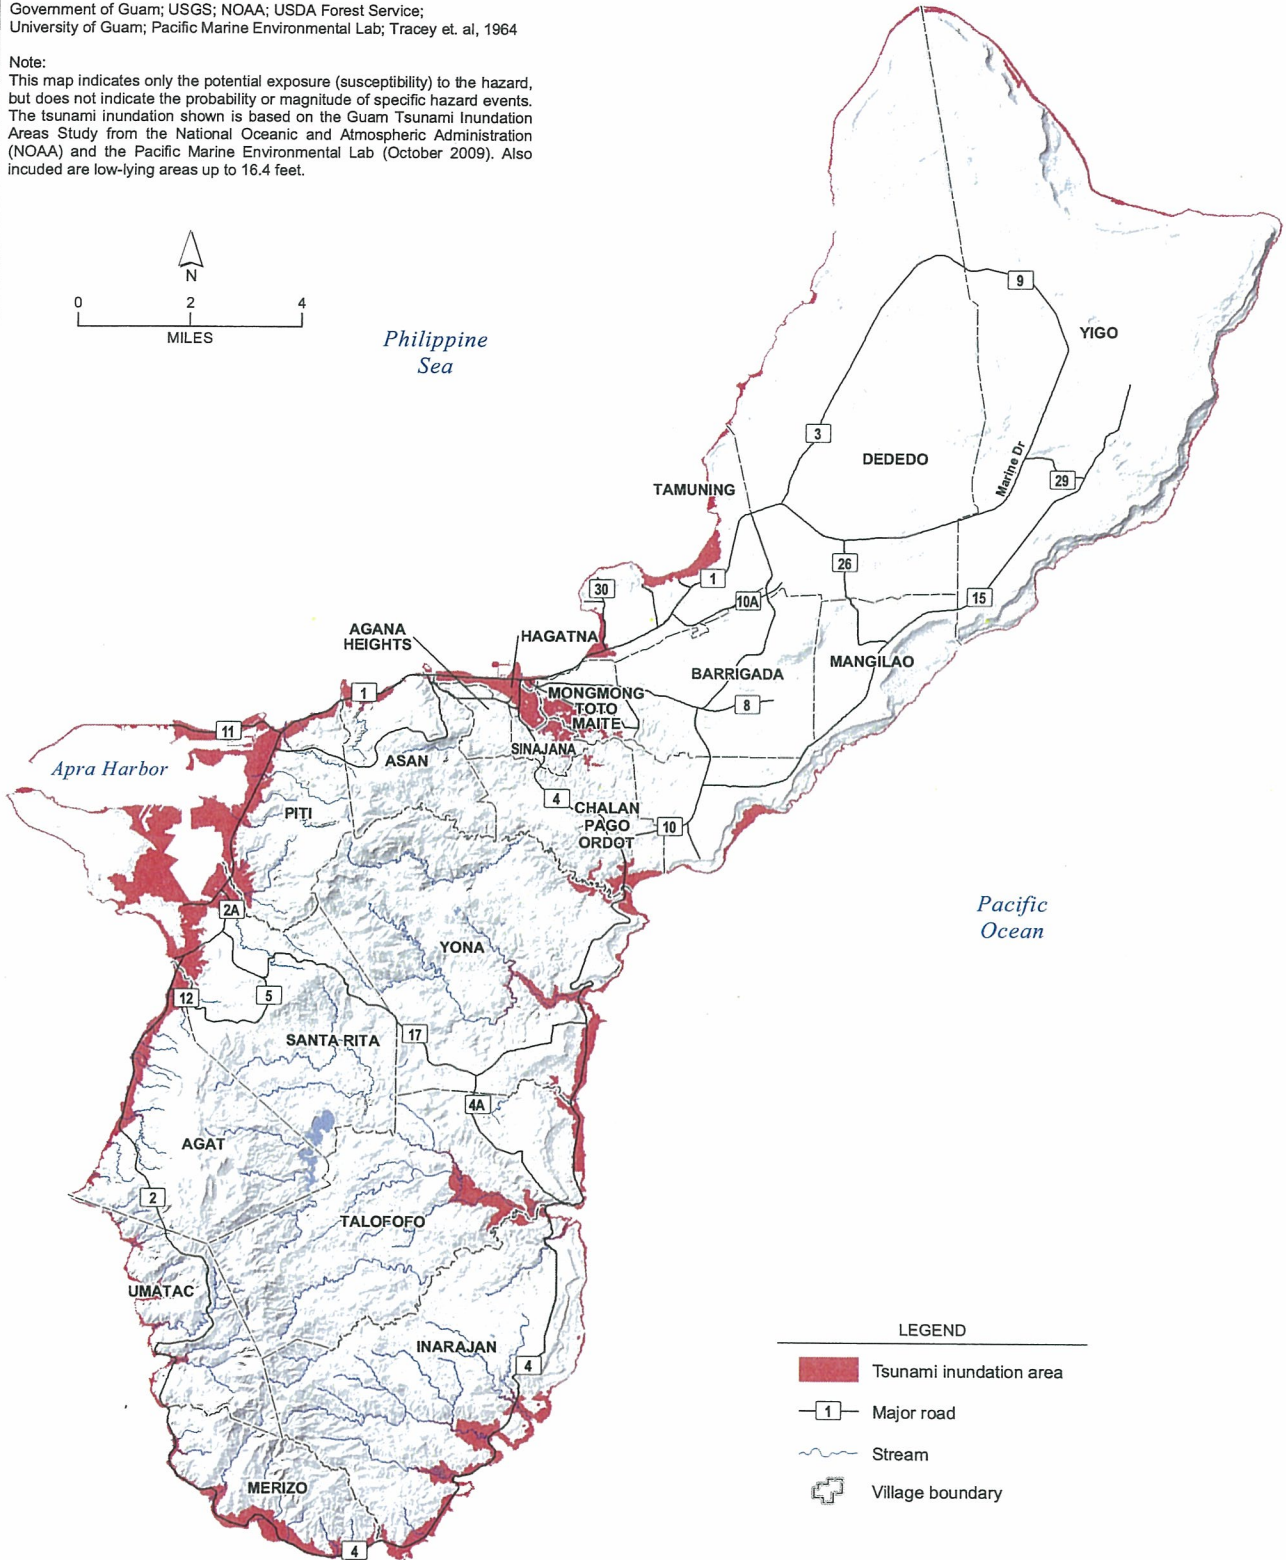 Government of Guam; USGS; NOAA; USDA Forest Service;
University of Guam; Pacific Marine Environmental Lab; Tracey et. al, 1964
Note:
This map indicates only the potential exposure (susceptibility) to the hazard,
but does not indicate the probability or magnitude of specific hazard events.
The tsunami inundation shown is based on the Guam Tsunami Inundation
Areas Study from the National Oceanic and Atmospheric Administration
(NOAA) and the Pacific Marine Environmental Lab (October 2009). Also
incuded are low-lying areas up to 16.4 feet.
N
0 2 4
MILES
Philippine
Sea
9
YIGO
3
DEDEDO
Marine Dr
29
TAMUNING
26
1
30
10A
15
AGANA
HEIGHTS
HAGATNA
MANGILAO
BARRIGADA
1
MONGMONG
TOTO
MAITE
8
11
SINAJANA
ASAN
Apra Harbor
4
PITI
CHALAN
PAGO
ORDOT
10
2A
Pacific
Ocean
YONA
12
5
17
SANTA RITA
4A
AGAT
2
TALOFOFO
UMATAC
INARAJAN
4
MERIZO
4
LEGEND
Tsunami inundation area
1 Major road
Stream
Village boundary